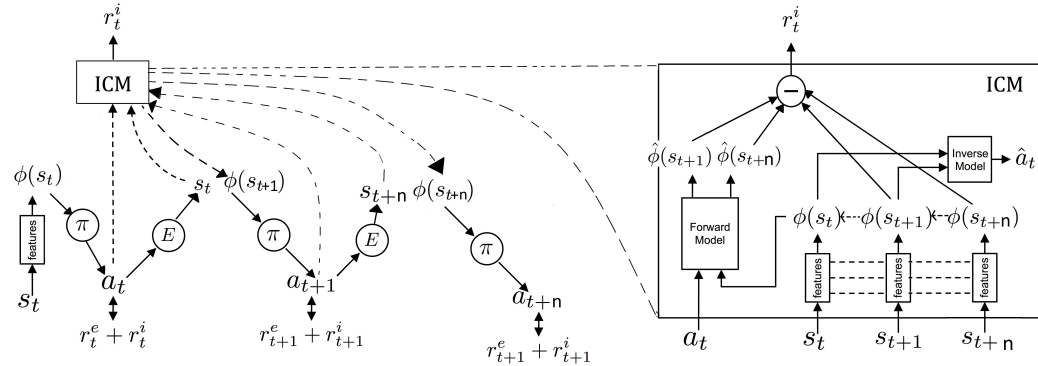 r_t^i
ICM
ϕ(s_t)
π
features
s_t
a_t
r_t^e + r_t^i
E
s_t
ϕ(s_{t+1})
π
a_{t+1}
r_{t+1}^e + r_{t+1}^i
E
s_{t+n}
ϕ(s_{t+n})
π
a_{t+n}
r_{t+1}^e + r_{t+1}^i
r_t^i
ICM
−
ϕ̂(s_{t+1}) ϕ̂(s_{t+n})
Inverse
Model
â_t
Forward
Model
ϕ(s_t) ϕ(s_{t+1}) ϕ(s_{t+n})
features features features
a_t s_t s_{t+1} s_{t+n}